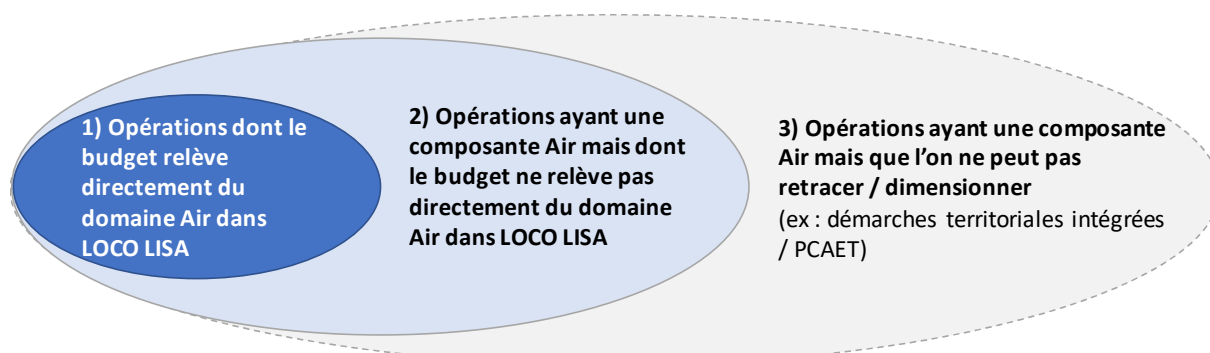 1) Opérations dont le
budget relève
directement du
domaine Air dans
LOCO LISA
2) Opérations ayant une
composante Air mais dont
le budget ne relève pas
directement du domaine
Air dans LOCO LISA
3) Opérations ayant une composante
Air mais que l’on ne peut pas
retracer / dimensionner
(ex : démarches territoriales intégrées
/ PCAET)